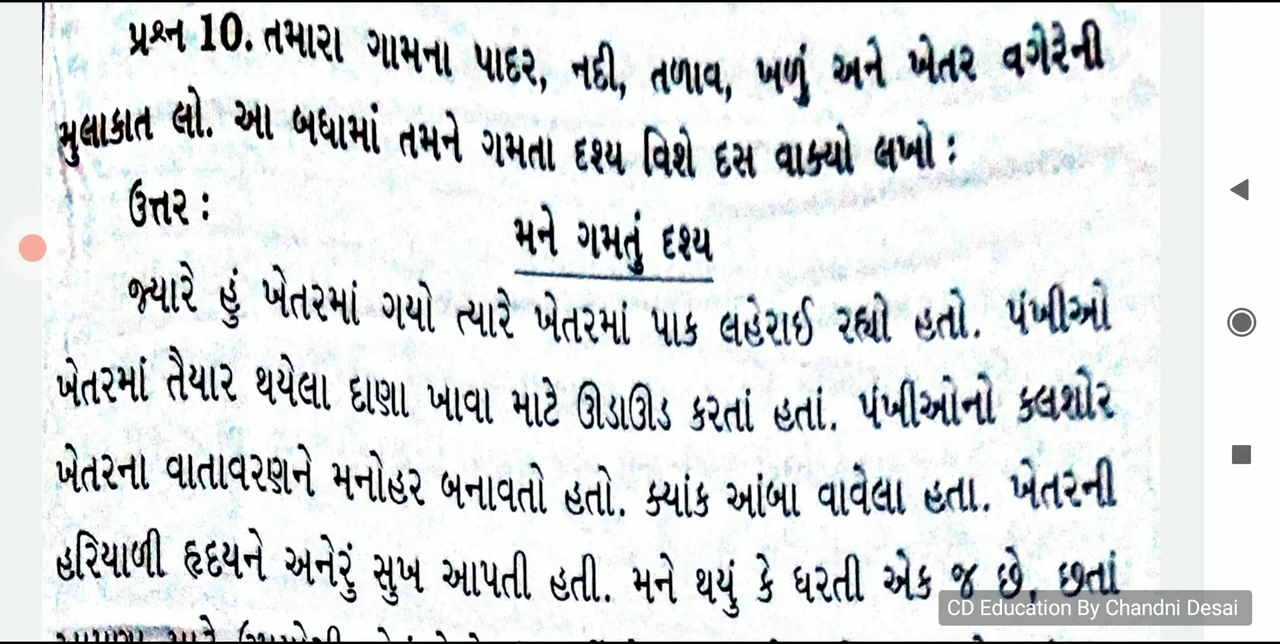 પ્રશ્ન 10. તમારા ગામના પાદર, નદી, તળાવ, ખળું અને ખેતર વગેરેની
મુલાકાત લો. આ બધામાં તમને ગમતા દશ્ય વિશે દસ વાક્યો લખો :
ઉત્તર :
મને ગમતું દશ્ય
જ્યારે હું ખેતરમાં ગયો ત્યારે ખેતરમાં પાક લહેરાઈ રહ્યો હતો. પંખીઓ
ખેતરમાં તૈયાર થયેલા દાણા ખાવા માટે ઊડાઊડ કરતાં હતાં. પંખીઓનો કલશોર
ખેતરના વાતાવરણને મનોહર બનાવતો હતો. ક્યાંક આંબા વાવેલા હતા. ખેતરની
હરિયાળી હૃદયને અનેરું સુખ આપતી હતી. મને થયું કે ધરતી એક જ છે, છતાં
CD Education By Chandni Desai